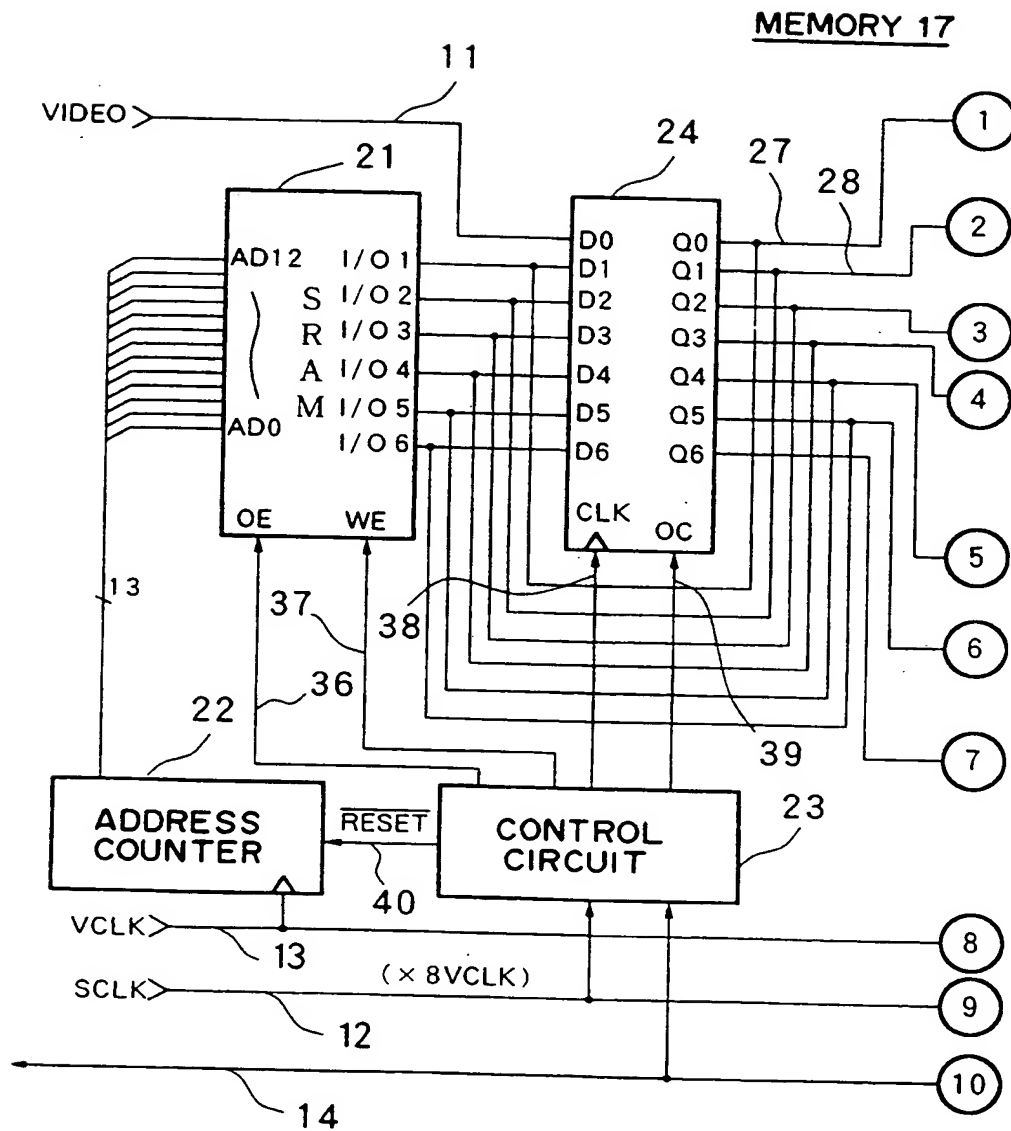 MEMORY 17
11
VIDEO
1
21
24
27
28
2
D0 Q0
AD12 I/O 1 D1 Q1
S I/O 2 D2 Q2
3
R I/O 3 D3 Q3
A I/O 4 D4 Q4
4
M I/O 5 D5 Q5
AD0 I/O 6 D6 Q6
OE WE CLK OC
5
13
37
38
6
36
22
39
7
ADDRESS
COUNTER
RESET
CONTROL
CIRCUIT
23
40
VCLK
13
8
(×8VCLK)
SCLK
12
9
14
10